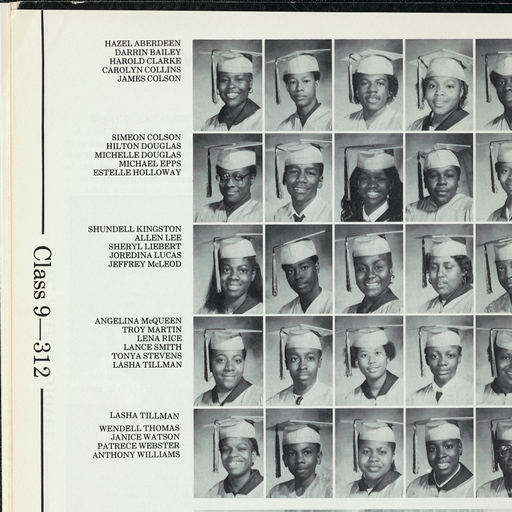 HAZEL ABERDEEN
DARRIN BAILEY
HAROLD CLARKE
CAROLYN COLLINS
JAMES COLSON
SIMEON COLSON
HILTON DOUGLAS
MICHELLE DOUGLAS
MICHAEL EPPS
ESTELLE HOLLOWAY
SHUNDELL KINGSTON
ALLEN LEE
SHERYL LIEBERT
JOREDINA LUCAS
JEFFREY McLEOD
Class 9—312
ANGELINA McQUEEN
TROY MARTIN
LENA RICE
LANCE SMITH
TONYA STEVENS
LASHA TILLMAN
LASHA TILLMAN
WENDELL THOMAS
JANICE WATSON
PATRECE WEBSTER
ANTHONY WILLIAMS